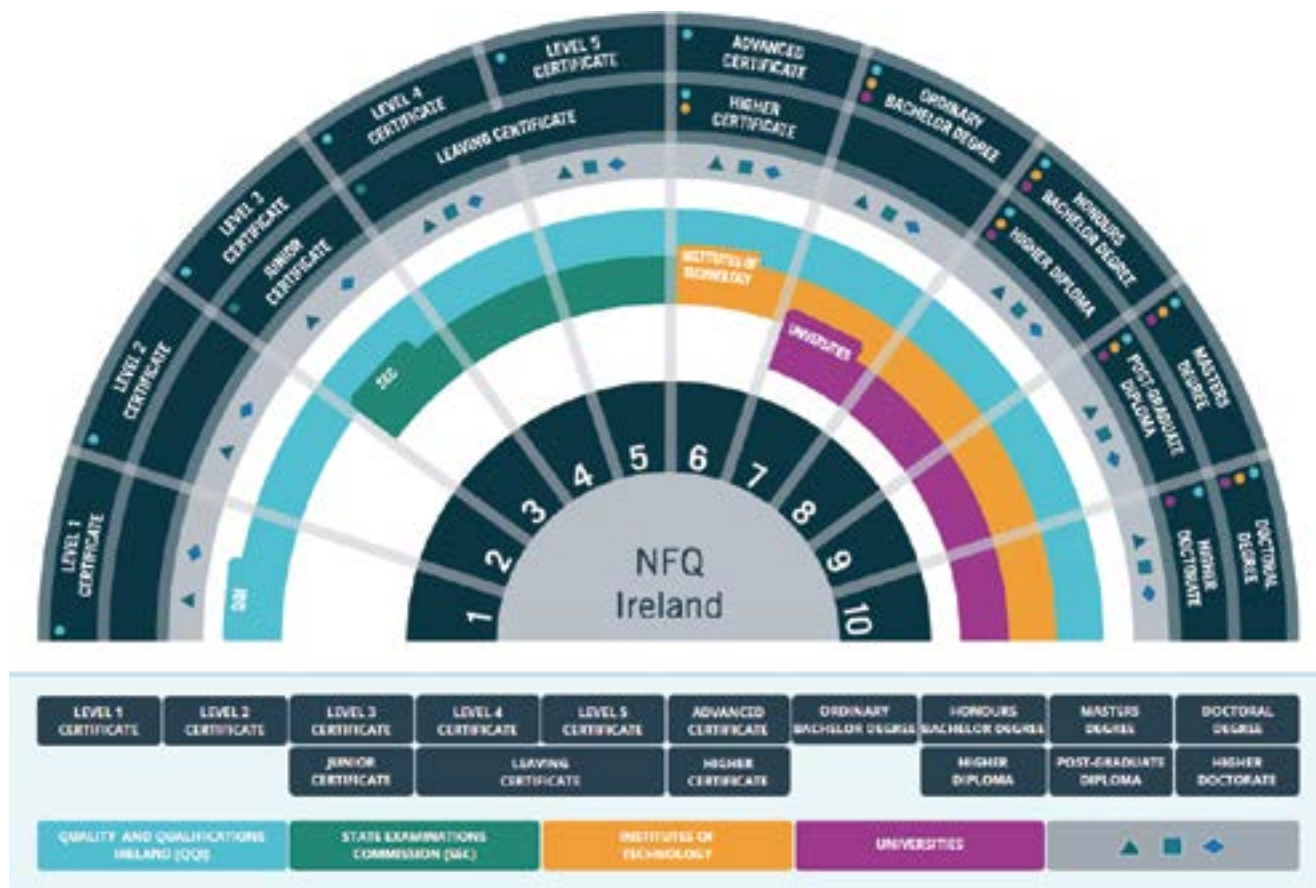 LEVEL 1
CERTIFICATE
LEVEL 2
CERTIFICATE
LEVEL 3
CERTIFICATE
JUNIOR
CERTIFICATE
LEVEL 4
CERTIFICATE
LEVEL 5
CERTIFICATE
LEAVING CERTIFICATE
ADVANCED
CERTIFICATE
HIGHER
CERTIFICATE
ORDINARY
BACHELOR DEGREE
HONOURS
BACHELOR DEGREE
HIGHER DIPLOMA
MASTERS
DEGREE
POST-GRADUATE
DIPLOMA
DOCTORAL
DEGREE
HIGHER
DOCTORATE
QQI
SEC
INSTITUTES OF
TECHNOLOGY
UNIVERSITIES
1
2
3
4
5
6
7
8
9
10
NFQ
Ireland
LEVEL 1
CERTIFICATE
LEVEL 2
CERTIFICATE
LEVEL 3
CERTIFICATE
LEVEL 4
CERTIFICATE
LEVEL 5
CERTIFICATE
ADVANCED
CERTIFICATE
ORDINARY
BACHELOR DEGREE
HONOURS
BACHELOR DEGREE
MASTERS
DEGREE
DOCTORAL
DEGREE
JUNIOR
CERTIFICATE
LEAVING
CERTIFICATE
HIGHER
CERTIFICATE
HIGHER
DIPLOMA
POST-GRADUATE
DIPLOMA
HIGHER
DOCTORATE
QUALITY AND QUALIFICATIONS
IRELAND (QQI)
STATE EXAMINATIONS
COMMISSION (SEC)
INSTITUTES OF
TECHNOLOGY
UNIVERSITIES